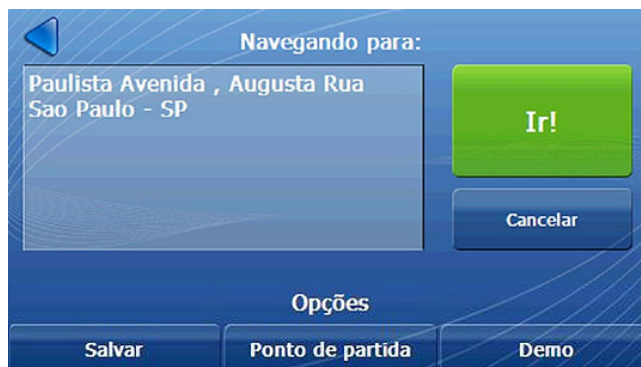 Navegando para:
Paulista Avenida , Augusta Rua
Sao Paulo - SP
Ir!
Cancelar
Opções
Salvar
Ponto de partida
Demo